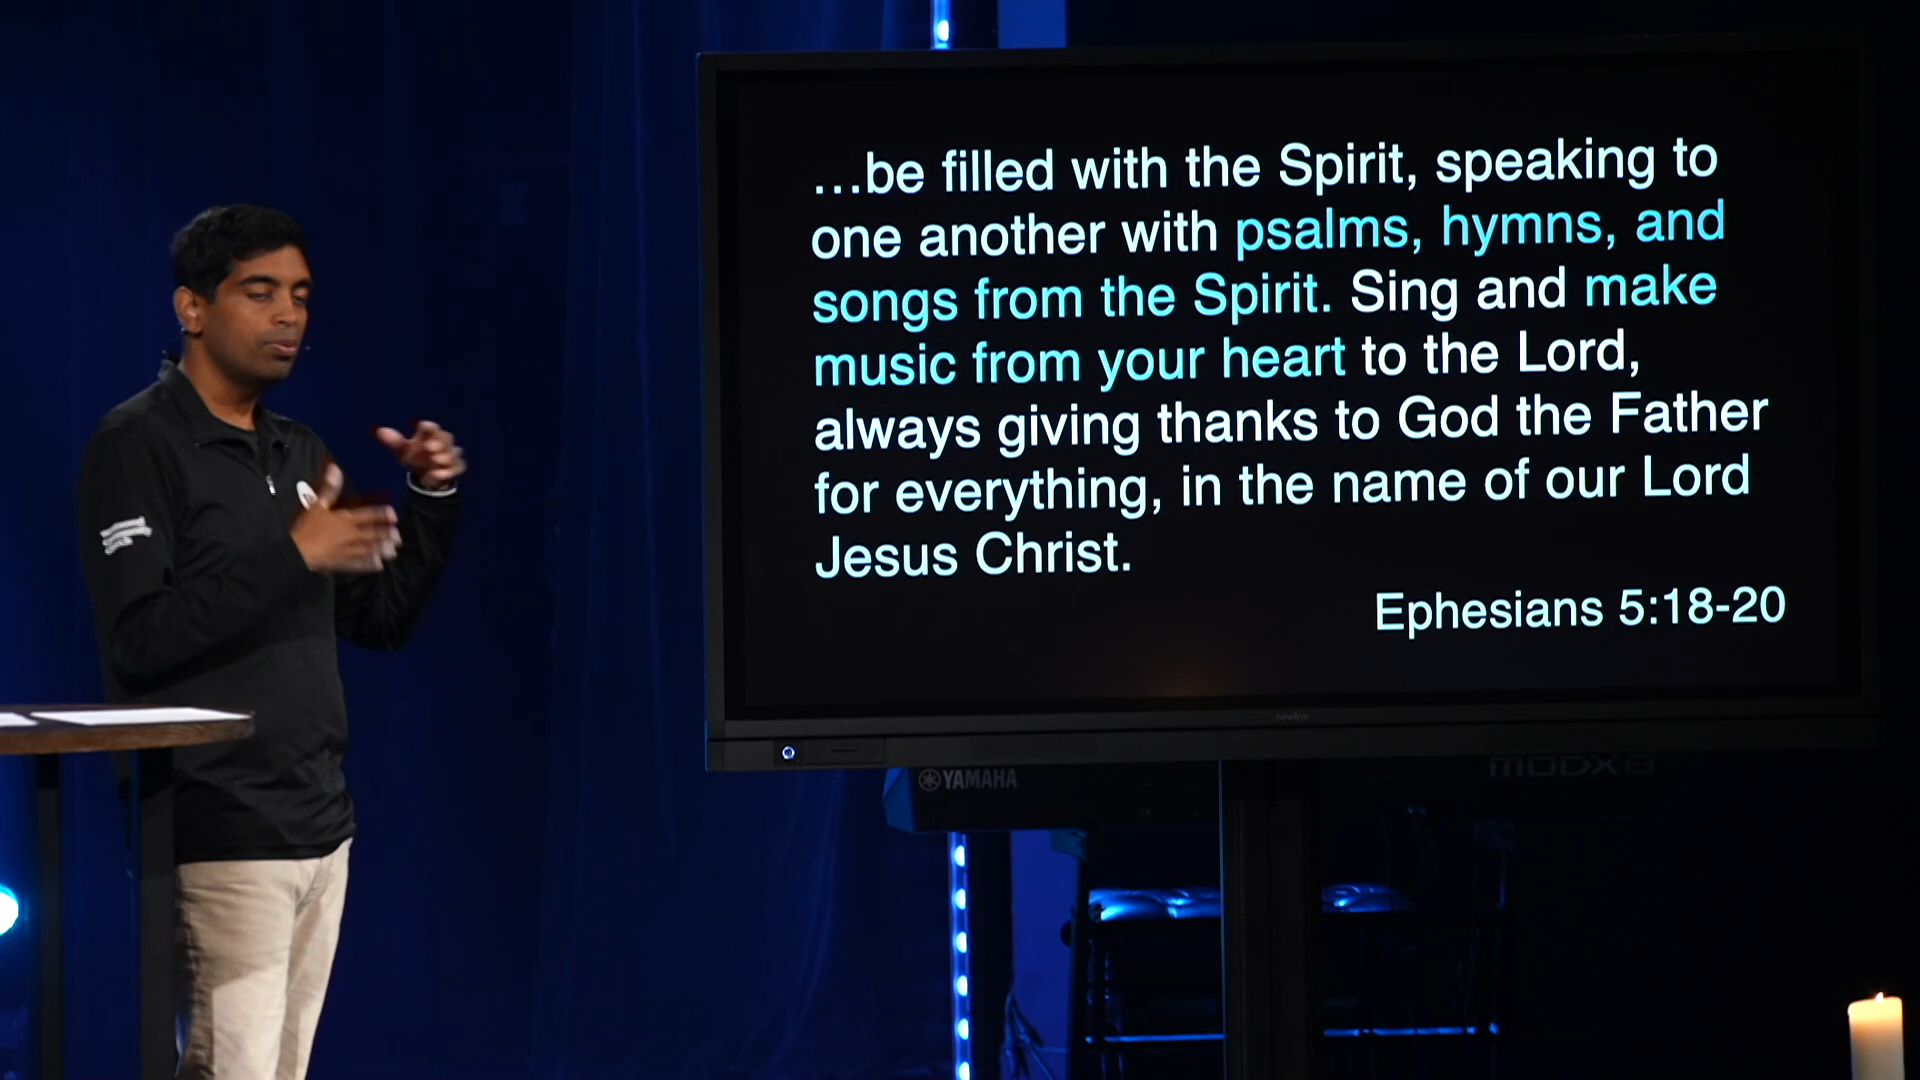 ...be filled with the Spirit, speaking to
one another with psalms, hymns, and
songs from the Spirit. Sing and make
music from your heart to the Lord,
always giving thanks to God the Father
for everything, in the name of our Lord
Jesus Christ.
Ephesians 5:18-20
newline
YAMAHA
MODX8